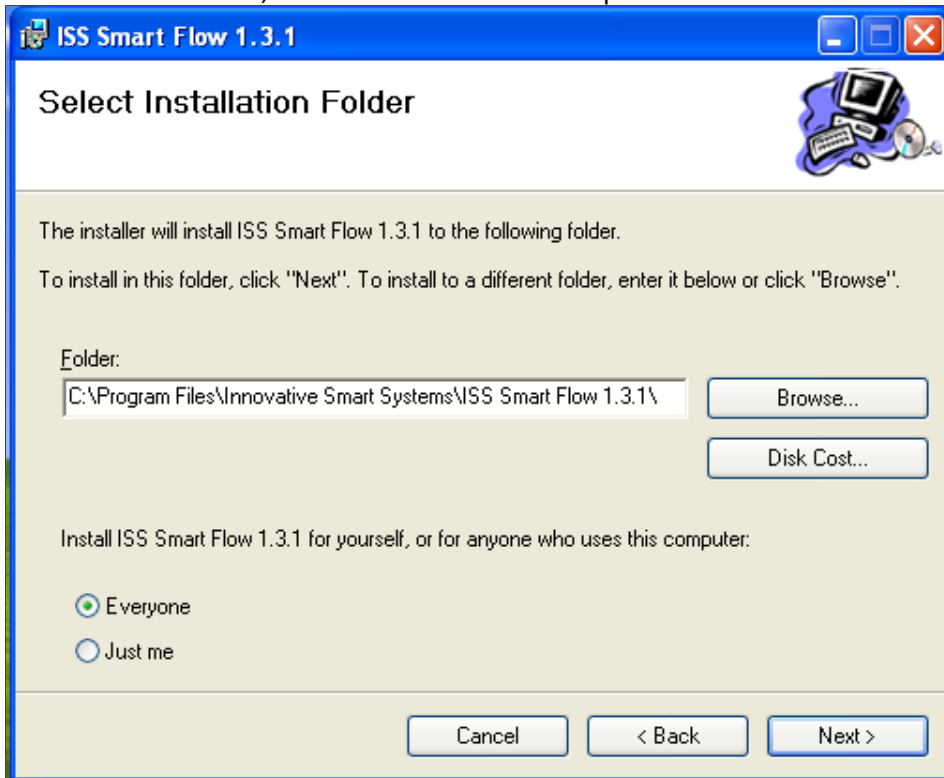 ISS Smart Flow 1.3.1
Select Installation Folder
The installer will install ISS Smart Flow 1.3.1 to the following folder.
To install in this folder, click "Next". To install to a different folder, enter it below or click "Browse".
Folder:
C:\Program Files\Innovative Smart Systems\ISS Smart Flow 1.3.1\
Browse...
Disk Cost...
Install ISS Smart Flow 1.3.1 for yourself, or for anyone who uses this computer:
Everyone
Just me
Cancel
< Back
Next >